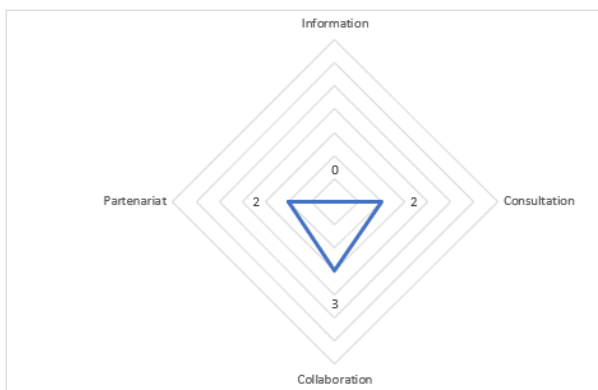 Information
0
Partenariat 2 2 Consultation
3
Collaboration